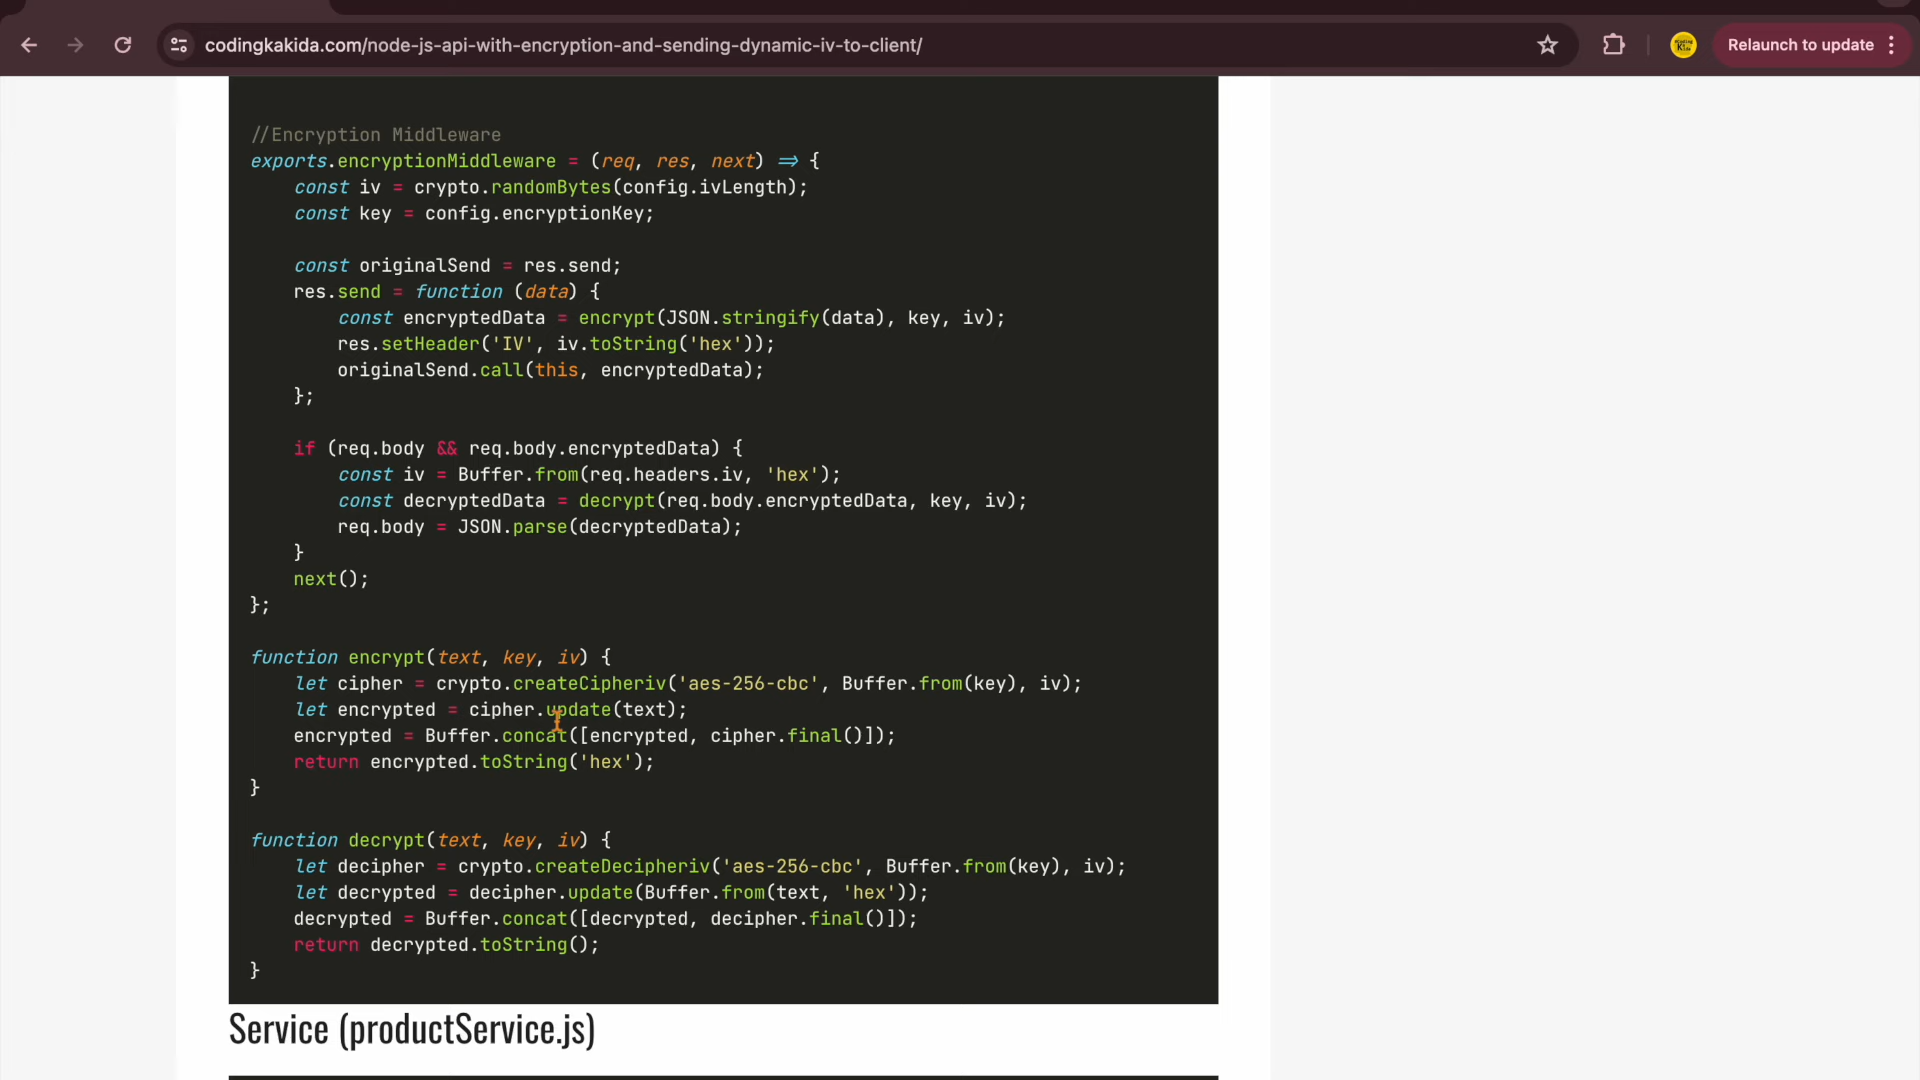 codingkakida.com/node-js-api-with-encryption-and-sending-dynamic-iv-to-client/
Relaunch to update
//Encryption Middleware
exports.encryptionMiddleware = (req, res, next) => {
    const iv = crypto.randomBytes(config.ivLength);
    const key = config.encryptionKey;
    const originalSend = res.send;
    res.send = function (data) {
        const encryptedData = encrypt(JSON.stringify(data), key, iv);
        res.setHeader('IV', iv.toString('hex'));
        originalSend.call(this, encryptedData);
    };
    if (req.body && req.body.encryptedData) {
        const iv = Buffer.from(req.headers.iv, 'hex');
        const decryptedData = decrypt(req.body.encryptedData, key, iv);
        req.body = JSON.parse(decryptedData);
    }
    next();
};
function encrypt(text, key, iv) {
    let cipher = crypto.createCipheriv('aes-256-cbc', Buffer.from(key), iv);
    let encrypted = cipher.update(text);
    encrypted = Buffer.concat([encrypted, cipher.final()]);
    return encrypted.toString('hex');
}
function decrypt(text, key, iv) {
    let decipher = crypto.createDecipheriv('aes-256-cbc', Buffer.from(key), iv);
    let decrypted = decipher.update(Buffer.from(text, 'hex'));
    decrypted = Buffer.concat([decrypted, decipher.final()]);
    return decrypted.toString();
}
Service (productService.js)